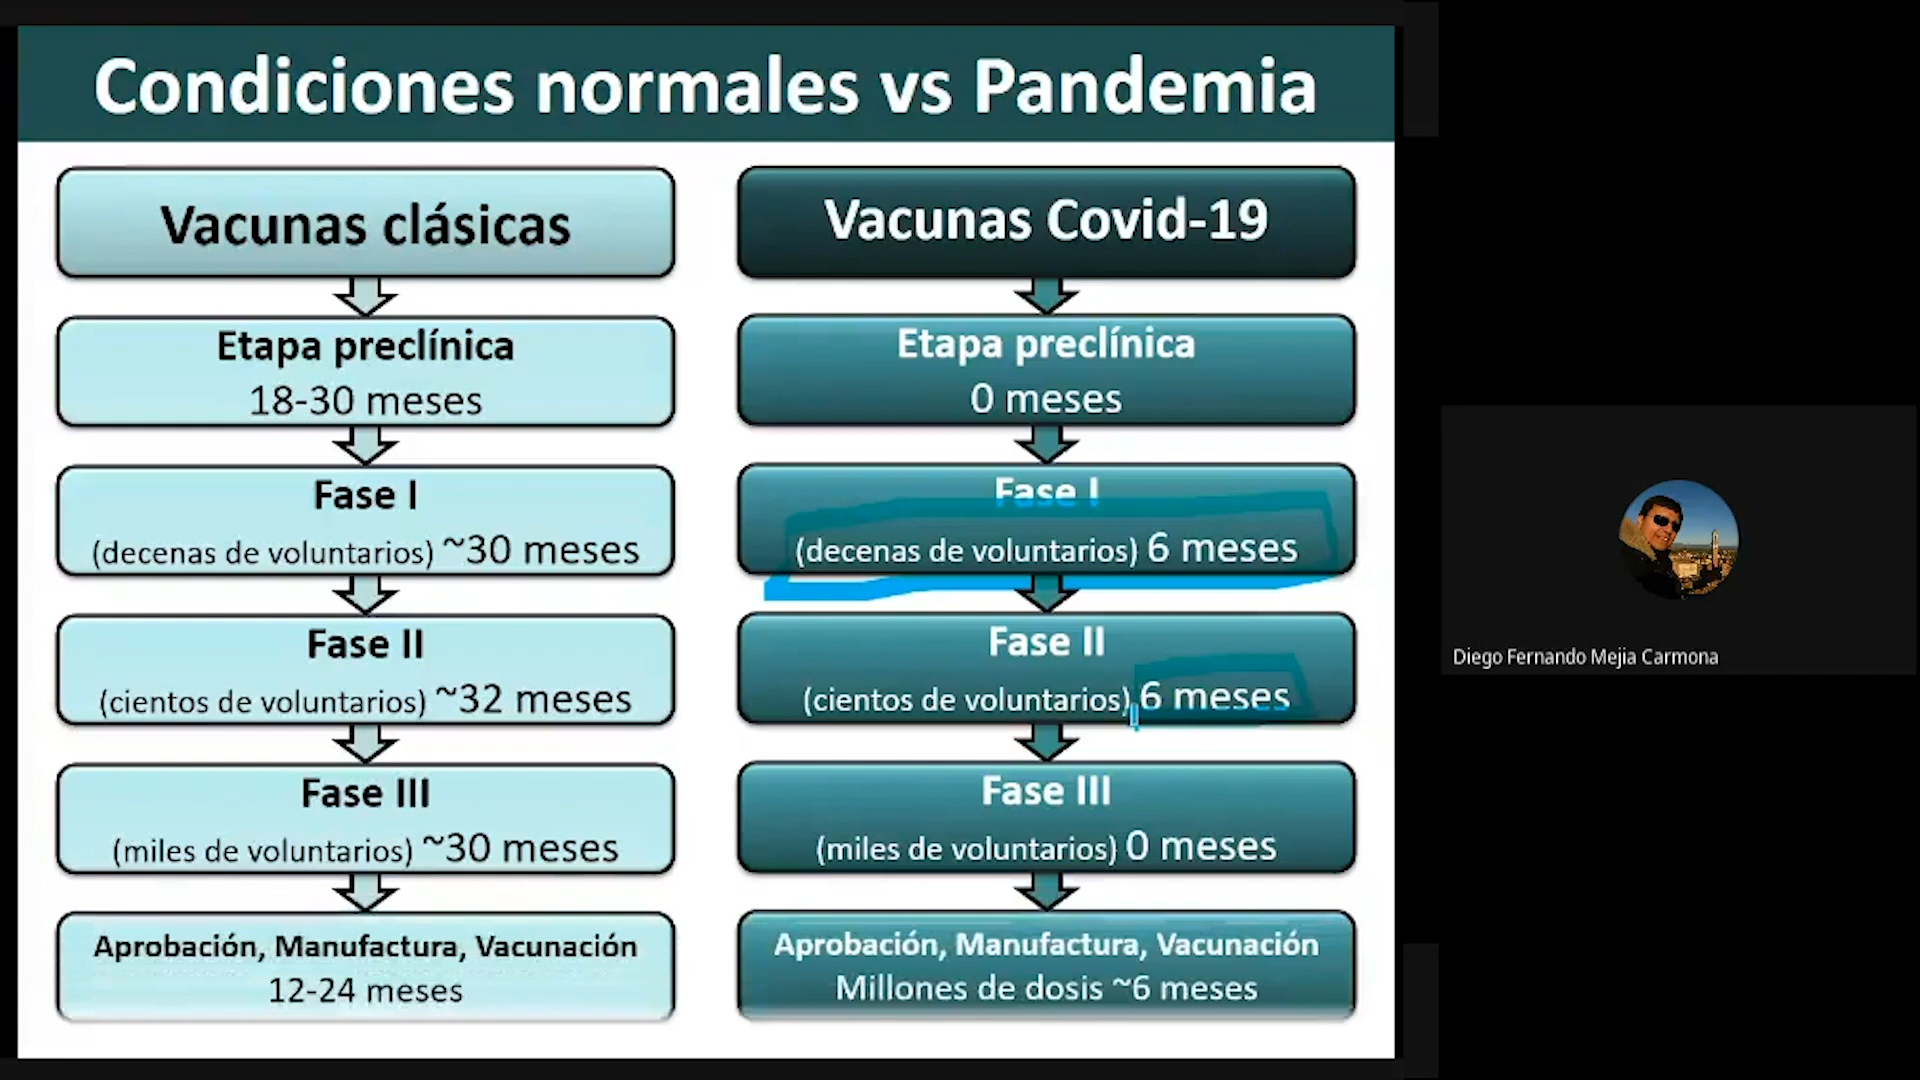 Condiciones normales vs Pandemia
Vacunas clásicas
Etapa preclínica
18-30 meses
Fase I
(decenas de voluntarios) ~30 meses
Fase II
(cientos de voluntarios) ~32 meses
Fase III
(miles de voluntarios) ~30 meses
Aprobación, Manufactura, Vacunación
12-24 meses
Vacunas Covid-19
Etapa preclínica
0 meses
Fase I
(decenas de voluntarios) 6 meses
Fase II
(cientos de voluntarios) 6 meses
Fase III
(miles de voluntarios) 0 meses
Aprobación, Manufactura, Vacunación
Millones de dosis ~6 meses
Diego Fernando Mejia Carmona